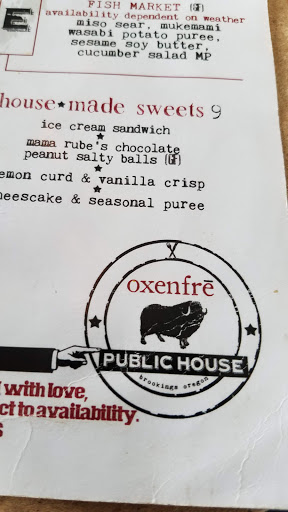 FISH MARKET (gf)
availability dependent on weather
miso sear, mukemami
wasabi potato puree,
sesame soy butter,
cucumber salad MP
house★made sweets 9
ice cream sandwich
mama rube's chocolate
peanut salty balls (gf)
emon curd & vanilla crisp
eescake & seasonal puree
oxenfrē
PUBLIC HOUSE
brookings oregon
with love,
ct to availability.